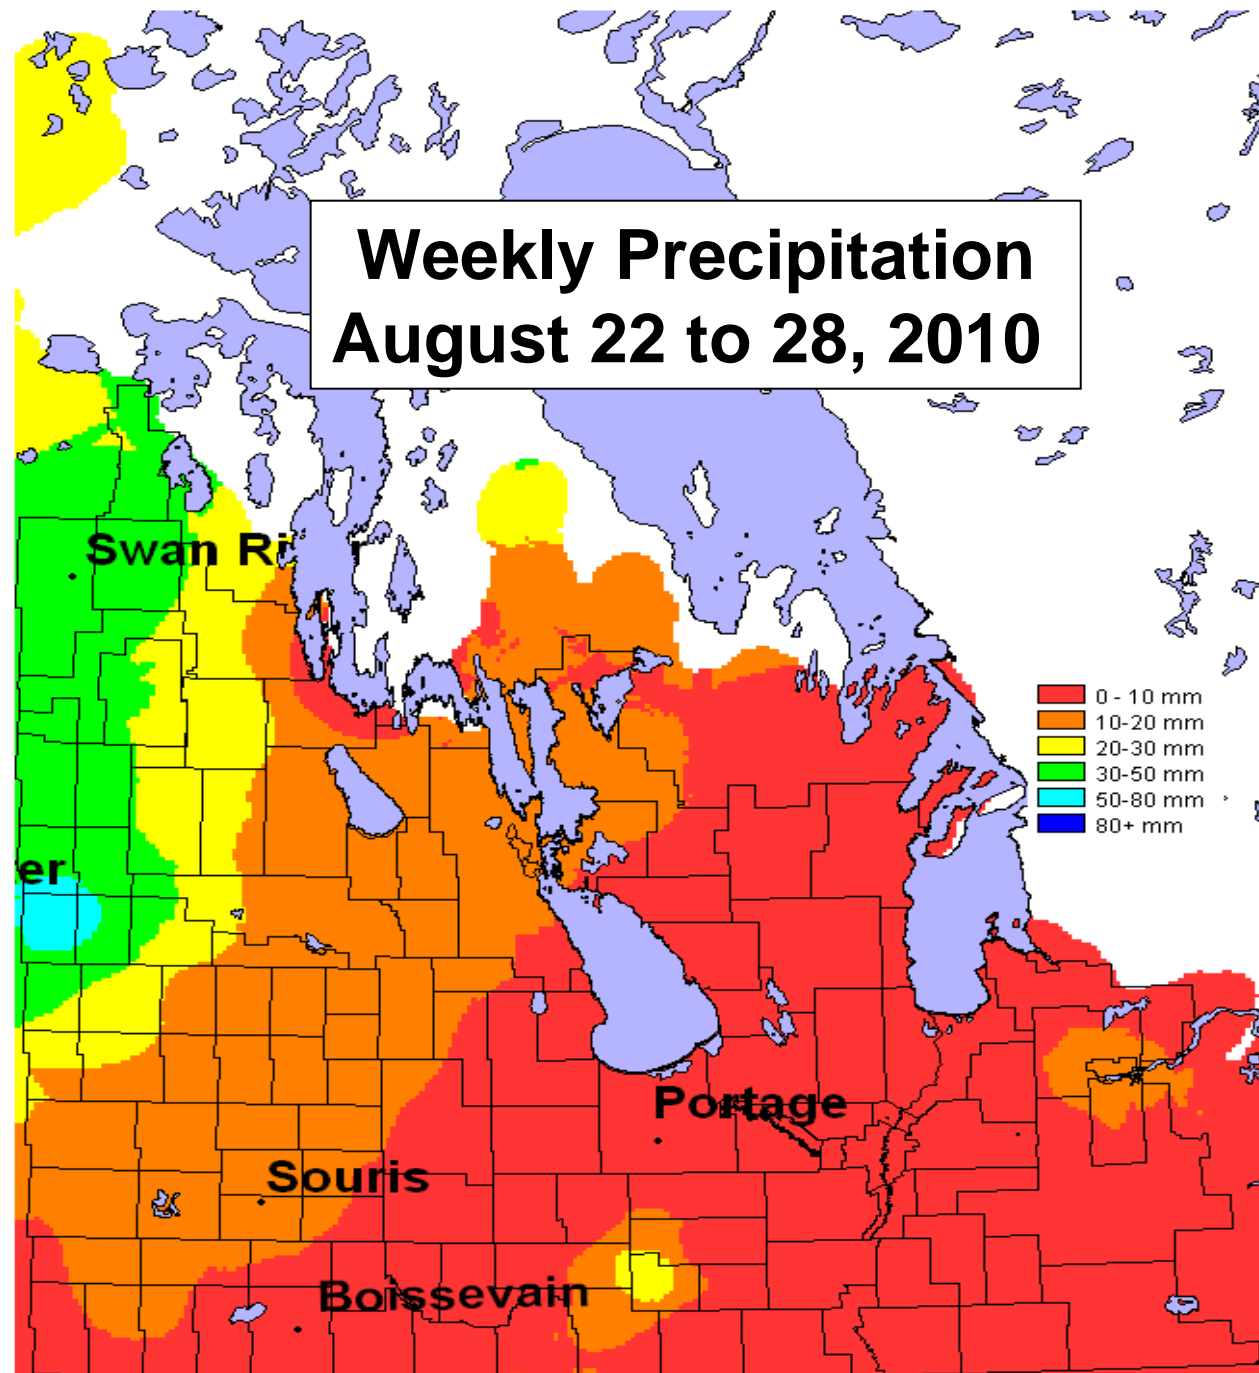 Weekly Precipitation
August 22 to 28, 2010
Swan River
0 - 10 mm
10-20 mm
20-30 mm
30-50 mm
50-80 mm
80+ mm
er
Portage
Souris
Boissevain